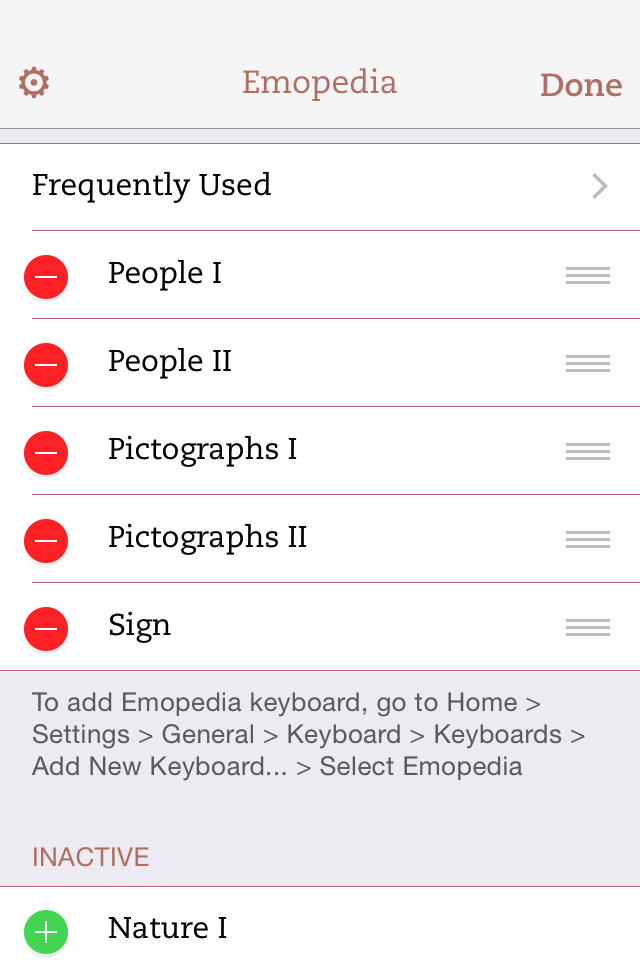 Emopedia
Done
Frequently Used
People I
People II
Pictographs I
Pictographs II
Sign
To add Emopedia keyboard, go to Home >
Settings > General > Keyboard > Keyboards >
Add New Keyboard... > Select Emopedia
INACTIVE
Nature I